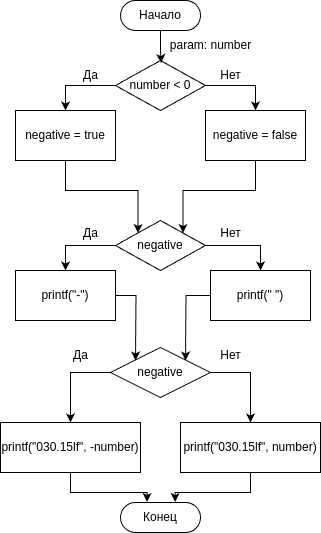 Начало
param: number
Да
number < 0
Нет
negative = true
negative = false
Да
negative
Нет
printf("-")
printf(" ")
Да
negative
Нет
printf("030.15lf", -number)
printf("030.15lf", number)
Конец